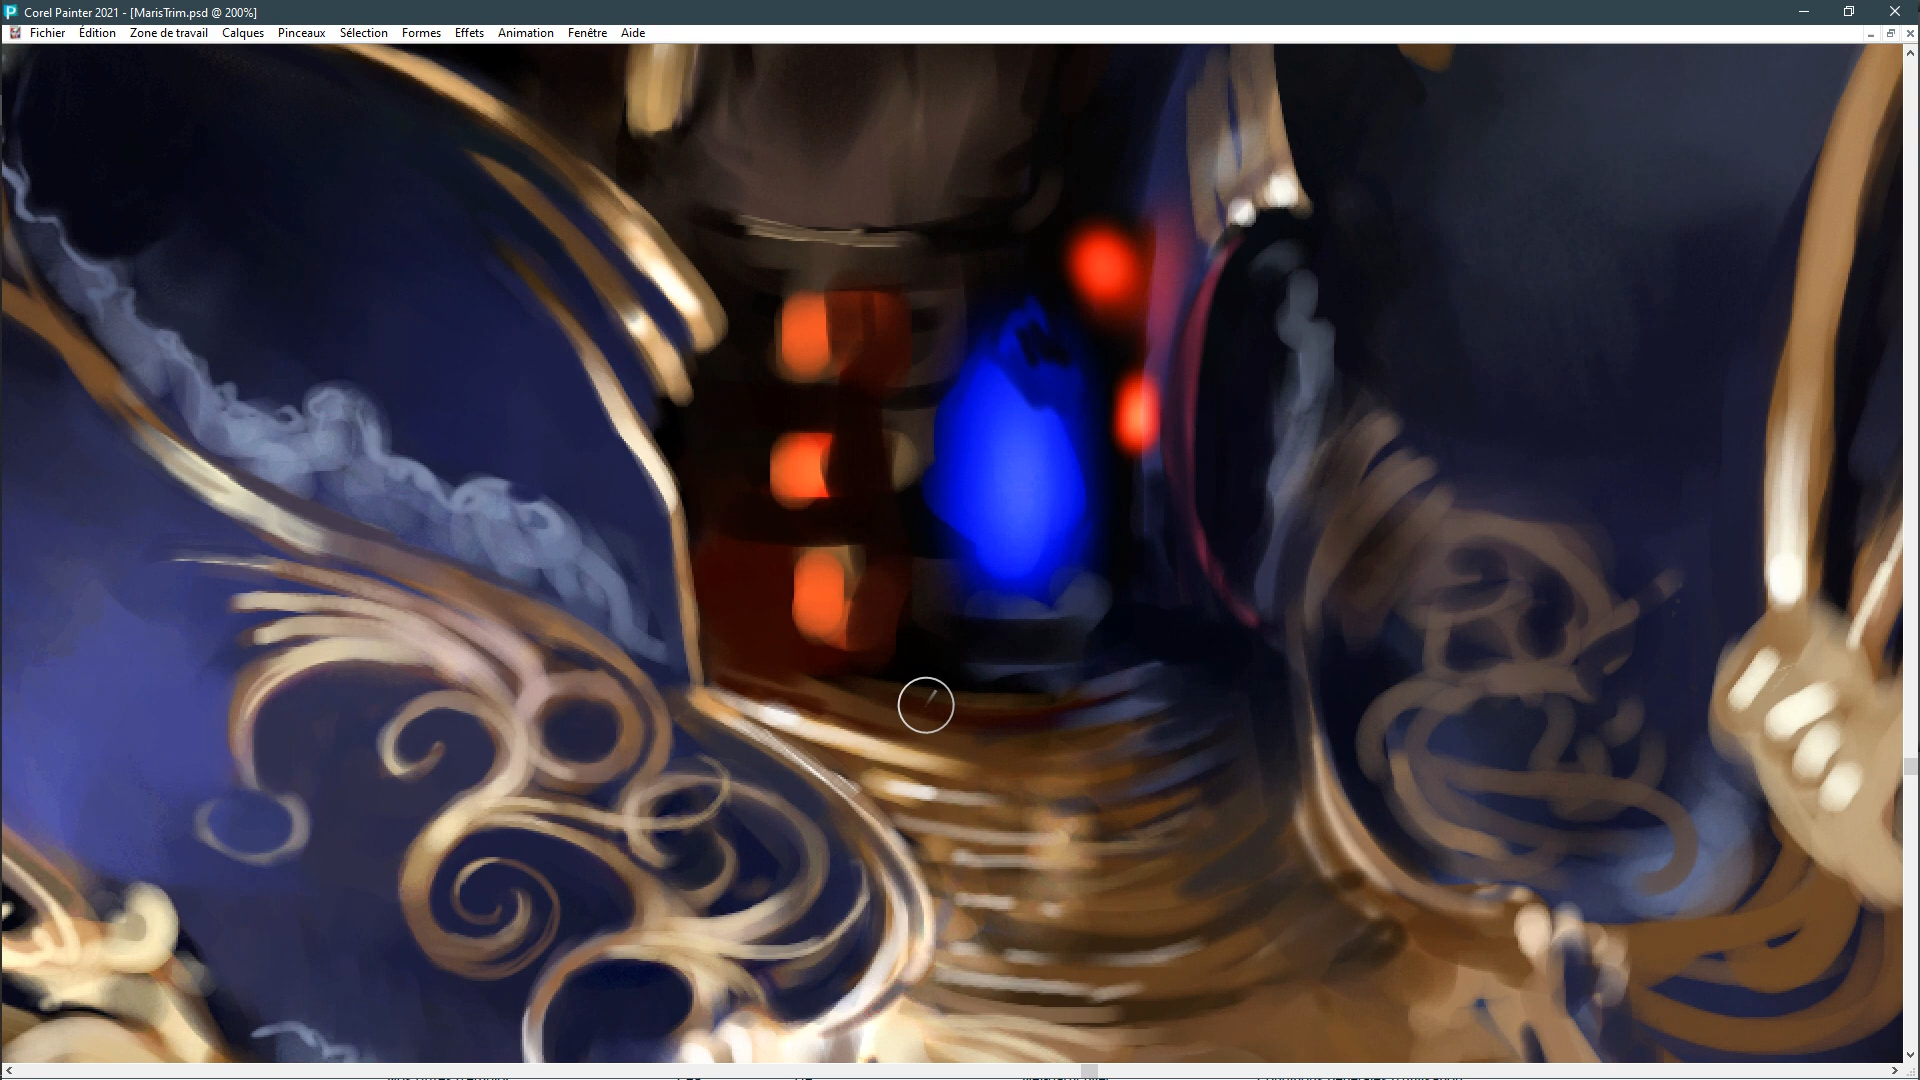 Corel Painter 2021 - [MarisTrim.psd @ 200%]
Fichier Édition Zone de travail Calques Pinceaux Sélection Formes Effets Animation Fenêtre Aide